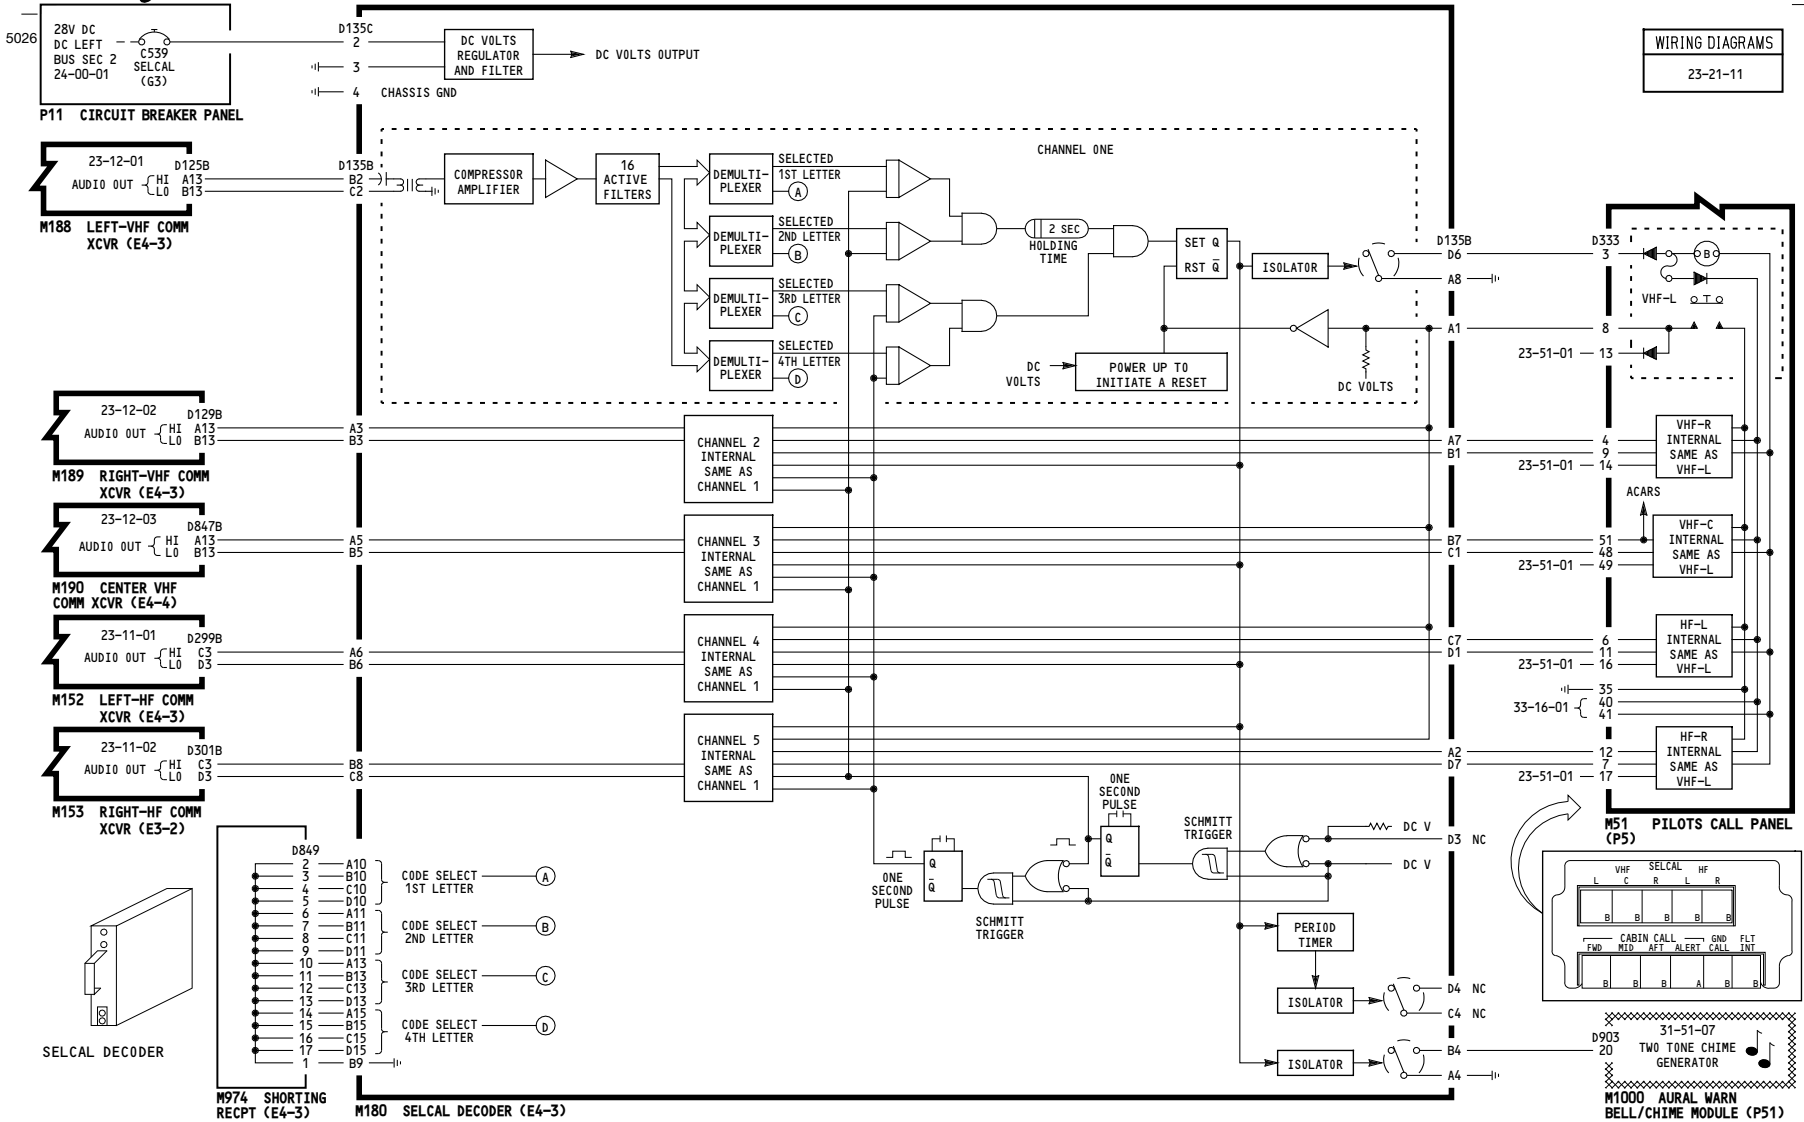 5026
28V DC
DC LEFT
BUS SEC 2
24-00-01
C539
SELCAL
(G3)
P11 CIRCUIT BREAKER PANEL
D135C
2
3
4 CHASSIS GND
DC VOLTS
REGULATOR
AND FILTER
DC VOLTS OUTPUT
WIRING DIAGRAMS
23-21-11
23-12-01
AUDIO OUT
HI
LO
D125B
A13
B13
M188 LEFT-VHF COMM
XCVR (E4-3)
D135B
B2
C2
CHANNEL ONE
COMPRESSOR
AMPLIFIER
16
ACTIVE
FILTERS
DEMULTI-
PLEXER
SELECTED
1ST LETTER
A
DEMULTI-
PLEXER
SELECTED
2ND LETTER
B
DEMULTI-
PLEXER
SELECTED
3RD LETTER
C
DEMULTI-
PLEXER
SELECTED
4TH LETTER
D
2 SEC
HOLDING
TIME
SET Q
RST Q̅
ISOLATOR
DC
VOLTS
POWER UP TO
INITIATE A RESET
DC VOLTS
D135B
D6
A8
A1
D333
3
8
23-51-01 13
VHF-L
B
T
23-12-02
AUDIO OUT
HI
LO
D129B
A13
B13
M189 RIGHT-VHF COMM
XCVR (E4-3)
A3
B3
CHANNEL 2
INTERNAL
SAME AS
CHANNEL 1
A7
B1
4
9
23-51-01 14
VHF-R
INTERNAL
SAME AS
VHF-L
23-12-03
AUDIO OUT
HI
LO
D847B
A13
B13
M190 CENTER VHF
COMM XCVR (E4-4)
A5
B5
CHANNEL 3
INTERNAL
SAME AS
CHANNEL 1
B7
C1
ACARS
51
48
23-51-01 49
VHF-C
INTERNAL
SAME AS
VHF-L
23-11-01
AUDIO OUT
HI
LO
D299B
C3
D3
M152 LEFT-HF COMM
XCVR (E4-3)
A6
B6
CHANNEL 4
INTERNAL
SAME AS
CHANNEL 1
C7
D1
6
11
23-51-01 16
HF-L
INTERNAL
SAME AS
VHF-L
35
33-16-01
40
41
23-11-02
AUDIO OUT
HI
LO
D301B
C3
D3
M153 RIGHT-HF COMM
XCVR (E3-2)
B8
C8
CHANNEL 5
INTERNAL
SAME AS
CHANNEL 1
A2
D7
12
7
23-51-01 17
HF-R
INTERNAL
SAME AS
VHF-L
M51 PILOTS CALL PANEL
(P5)
ONE
SECOND
PULSE
Q
Q̅
SCHMITT
TRIGGER
DC V
D3 NC
DC V
Q
Q̅
ONE
SECOND
PULSE
SCHMITT
TRIGGER
D849
2 A10
3 B10
4 C10
5 D10
6 A11
7 B11
8 C11
9 D11
10 A13
11 B13
12 C13
13 D13
14 A15
15 B15
16 C15
17 D15
1 B9
CODE SELECT
1ST LETTER
A
CODE SELECT
2ND LETTER
B
CODE SELECT
3RD LETTER
C
CODE SELECT
4TH LETTER
D
SELCAL DECODER
M974 SHORTING
RECPT (E4-3)
M180 SELCAL DECODER (E4-3)
PERIOD
TIMER
ISOLATOR
D4 NC
C4 NC
ISOLATOR
B4
A4
SELCAL
VHF HF
L C R L R
B B B B B
CABIN CALL GND FLT
FWD MID AFT ALERT CALL INT
B B B A B B
D903
20
31-51-07
TWO TONE CHIME
GENERATOR
M1000 AURAL WARN
BELL/CHIME MODULE (P51)